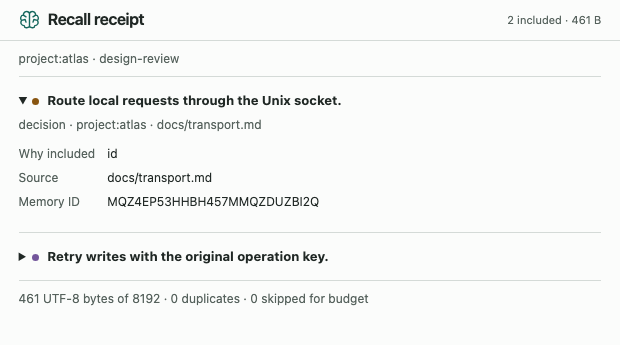 Recall receipt
2 included · 461 B
project:atlas · design-review
Route local requests through the Unix socket.
decision · project:atlas · docs/transport.md
Why included id
Source docs/transport.md
Memory ID MQZ4EP53HHBH457MMQZDUZBI2Q
Retry writes with the original operation key.
461 UTF-8 bytes of 8192 · 0 duplicates · 0 skipped for budget